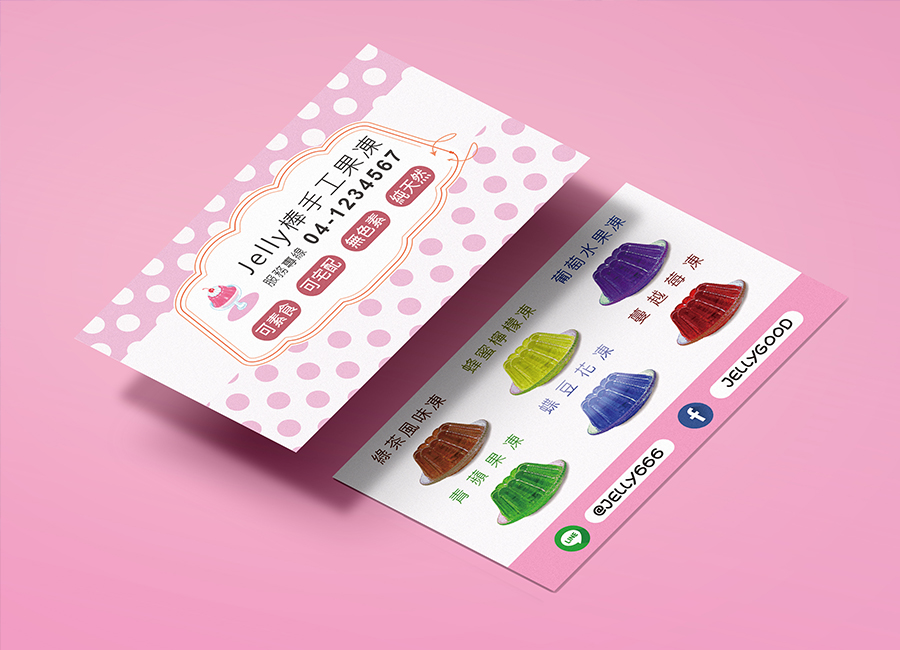 Jelly棒手工果凍
服務專線 04-1234567
可素食 可宅配 無色素 純天然
綠茶風味凍 蜂蜜檸檬凍 葡萄水果凍
青蘋果凍 蝶豆花凍 蔓越莓凍
LINE @JELLY666 f JELLYGOOD